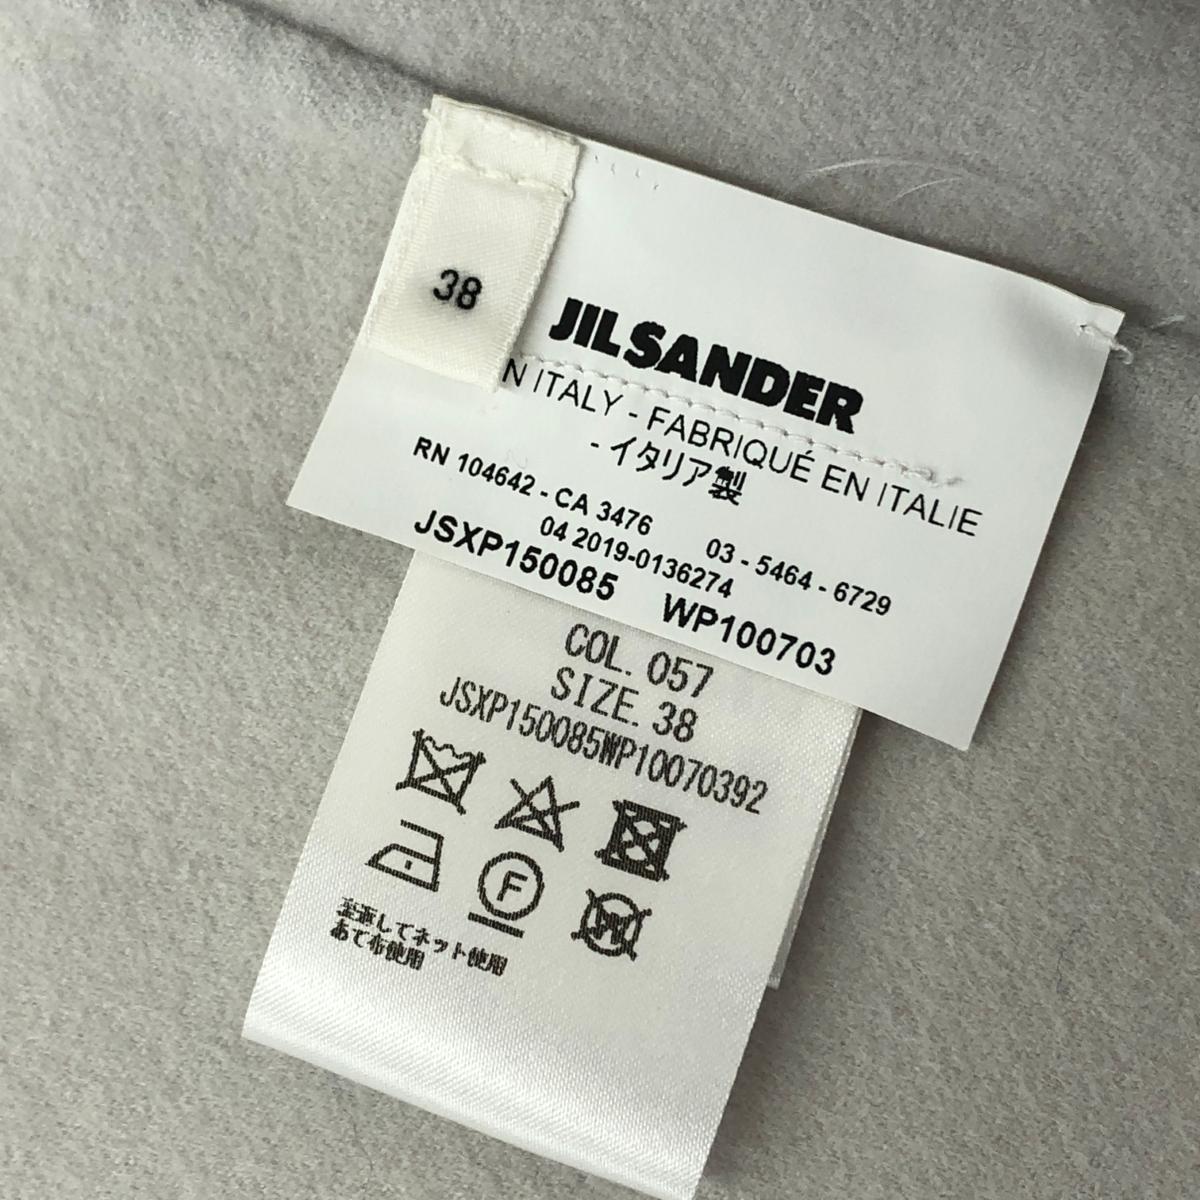 38
JIL SANDER
N ITALY - FABRIQUÉ EN ITALIE
- イタリア製
RN 104642 - CA 3476 03 - 5464 - 6729
04 2019-0136274
JSXP150085 WP100703
COL. 057
SIZE. 38
JSXP150085WP10070392
F
W
裏返してネット使用
あて布使用